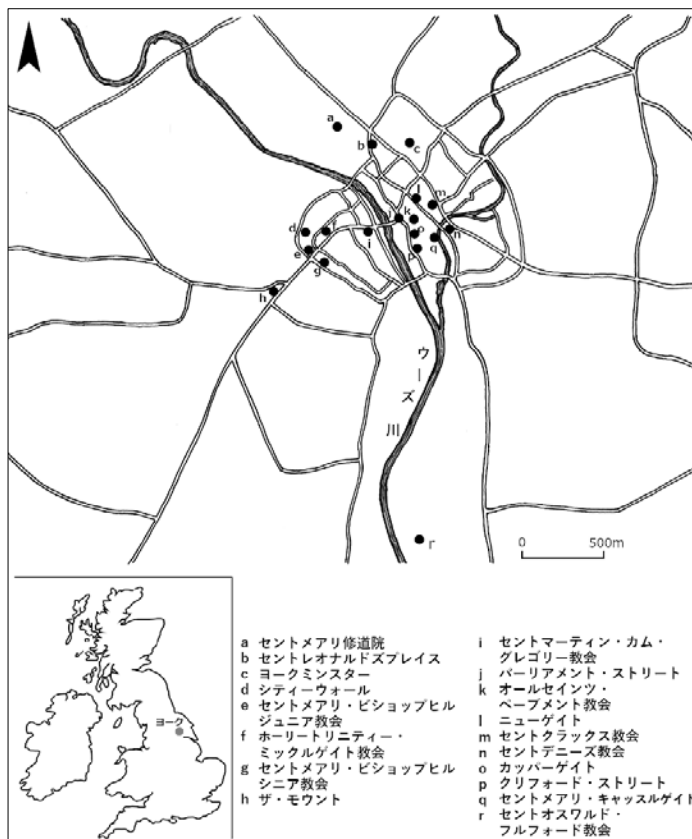 a
b
c
d
e
f
g
h
i
k
l
m
n
o
p
q
r
ウーズ川
0 500m
ヨーク
a セントメアリ修道院
b セントレオナルドズプレイス
c ヨークミンスター
d シティーウォール
e セントメアリ・ビショップヒル
ジュニア教会
f ホーリートリニティー・
ミックルゲイト教会
g セントメアリ・ビショップヒル
シニア教会
h ザ・モウント
i セントマーティン・カム・
グレゴリー教会
j パーリアメント・ストリート
k オールセインツ・
ペーブメント教会
l ニューゲイト
m セントクラックス教会
n セントデニーズ教会
o カッパーゲイト
p クリフォード・ストリート
q セントメアリ・キャッスルゲイト
r セントオスワルド・
フルフォード教会